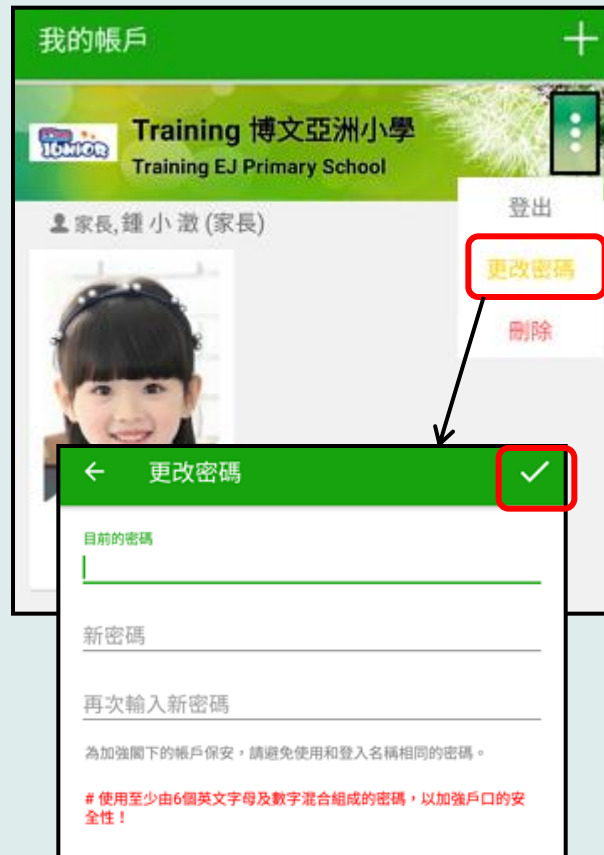 我的帳戶
JUNIOR
Training 博文亞洲小學
Training EJ Primary School
登出
家長, 鍾 小 澂 (家長)
更改密碼
刪除
更改密碼
目前的密碼
新密碼
再次輸入新密碼
為加強閣下的帳戶保安，請避免使用和登入名稱相同的密碼。
# 使用至少由6個英文字母及數字混合組成的密碼，以加強戶口的安
全性！